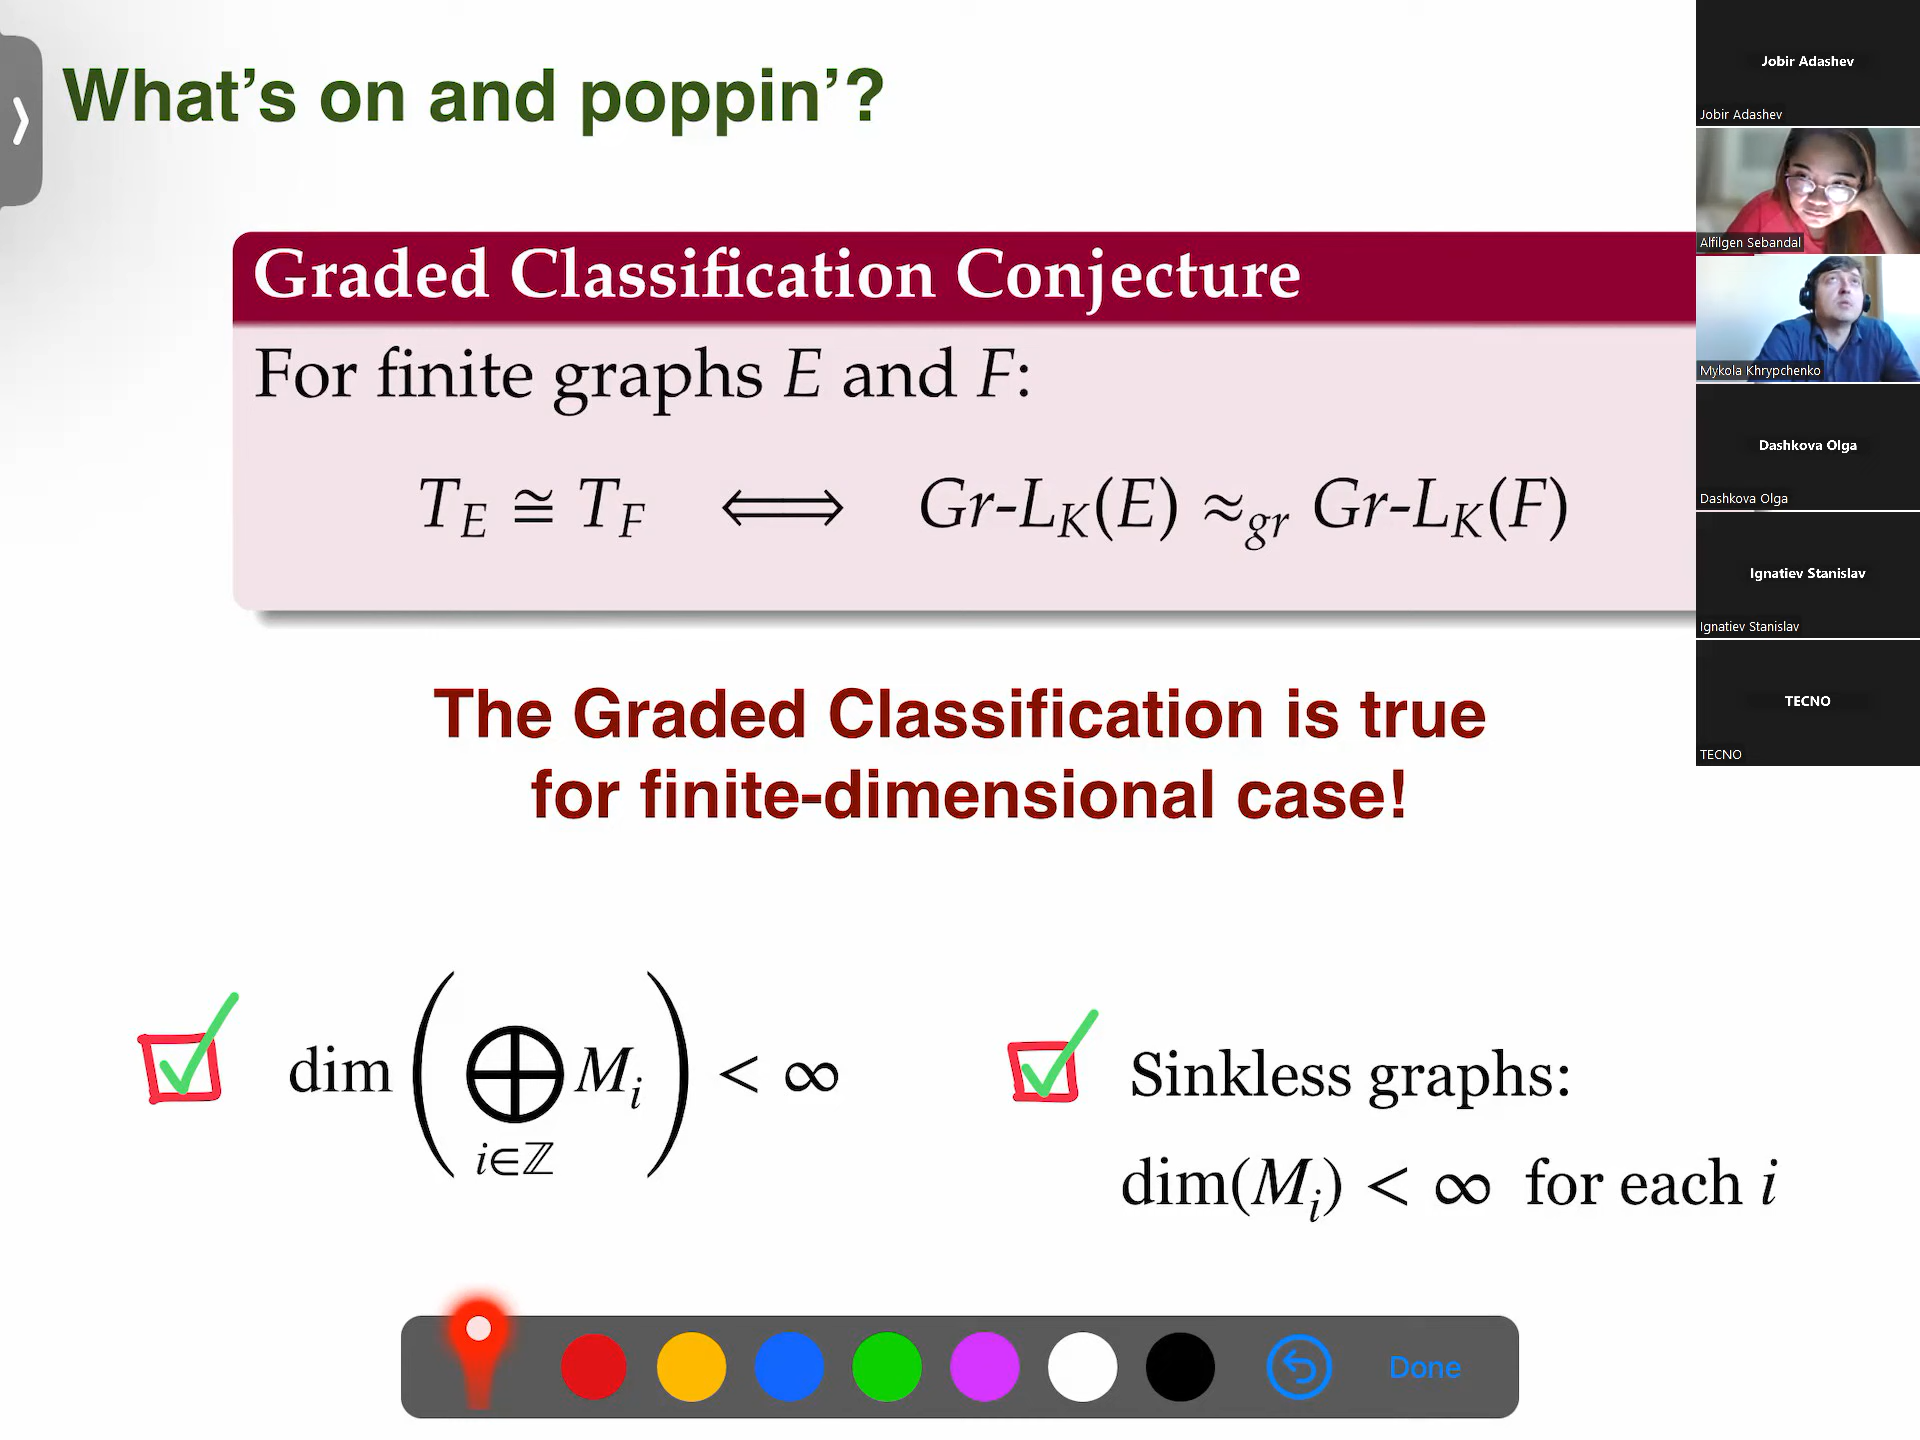 What’s on and poppin’?
Graded Classification Conjecture
For finite graphs E and F:
T_E ≅ T_F ⟺ Gr-L_K(E) ≈_gr Gr-L_K(F)
The Graded Classification is true
for finite-dimensional case!
dim(⊕_{i∈ℤ} M_i) < ∞
Sinkless graphs:
dim(M_i) < ∞ for each i
Done
Jobir Adashev
Jobir Adashev
Alfilgen Sebandal
Mykola Khrypchenko
Dashkova Olga
Dashkova Olga
Ignatiev Stanislav
Ignatiev Stanislav
TECNO
TECNO